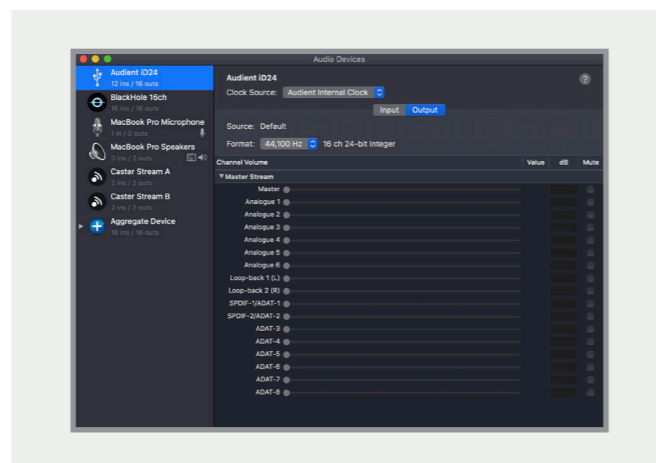 Audio Devices
Audient iD24
12 ins / 16 outs
BlackHole 16ch
16 ins / 16 outs
MacBook Pro Microphone
1 in / 0 outs
MacBook Pro Speakers
0 ins / 2 outs
Caster Stream A
2 ins / 2 outs
Caster Stream B
2 ins / 2 outs
Aggregate Device
16 ins / 16 outs
Audient iD24
?
Clock Source: Audient Internal Clock
Input Output
Source: Default
Format: 44,100 Hz 16 ch 24-bit Integer
Channel Volume Value dB Mute
Master Stream
Master
Analogue 1
Analogue 2
Analogue 3
Analogue 4
Analogue 5
Analogue 6
Loop-back 1 (L)
Loop-back 2 (R)
SPDIF-1/ADAT-1
SPDIF-2/ADAT-2
ADAT-3
ADAT-4
ADAT-5
ADAT-6
ADAT-7
ADAT-8